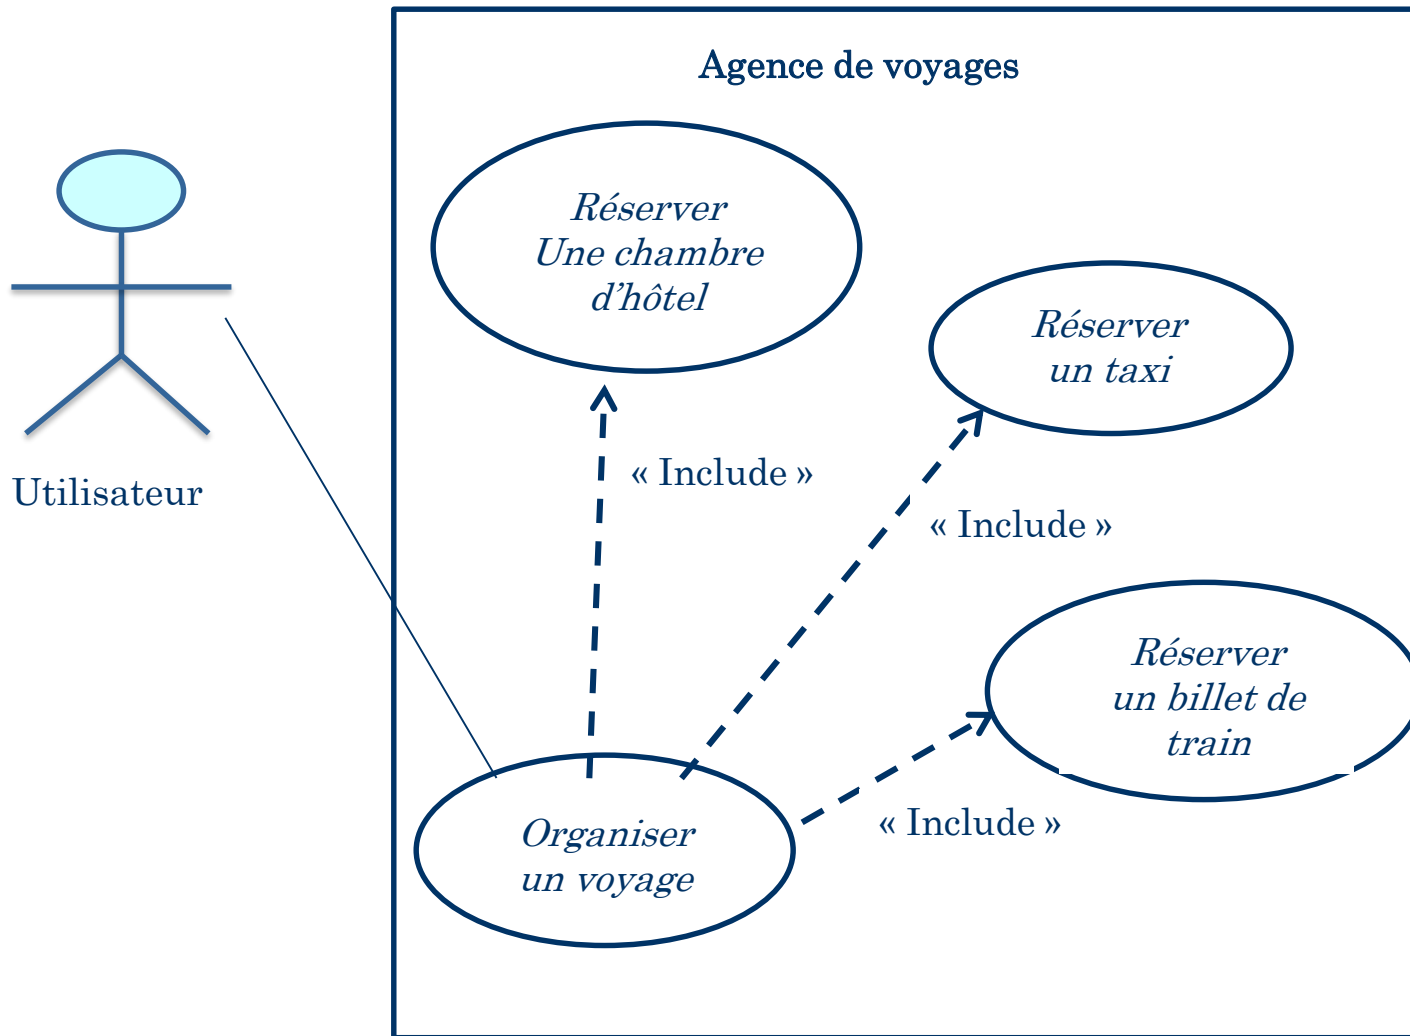 Agence de voyages
Réserver
Une chambre
d’hôtel
Réserver
un taxi
« Include »
Utilisateur
« Include »
Réserver
un billet de
train
« Include »
Organiser
un voyage